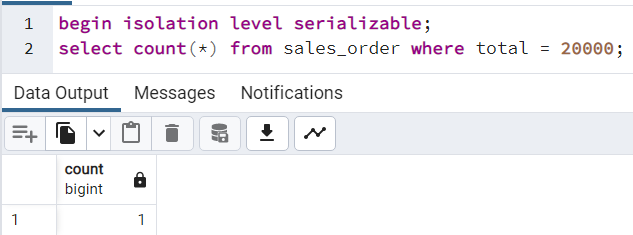 1 begin isolation level serializable;
2 select count(*) from sales_order where total = 20000;
Data Output Messages Notifications
count
bigint
1 1